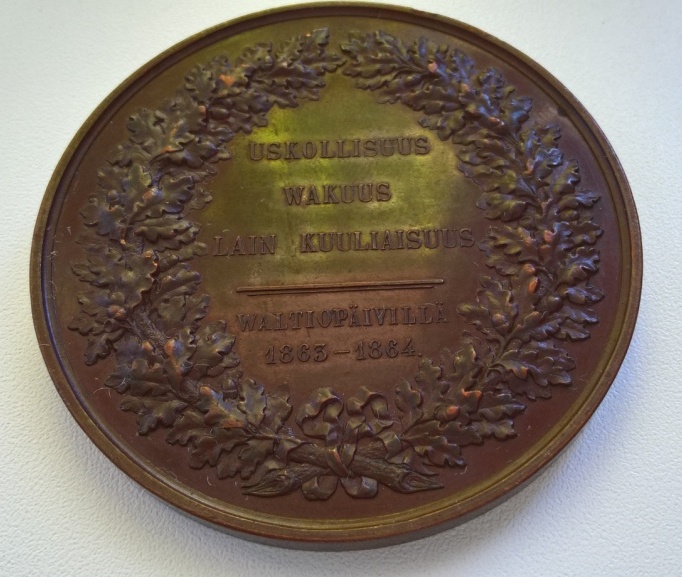 USKOLLISUUS
WAKUUS
LAIN KUULIAISUUS
WALTIOPÄIVILLÄ
1863-1864.